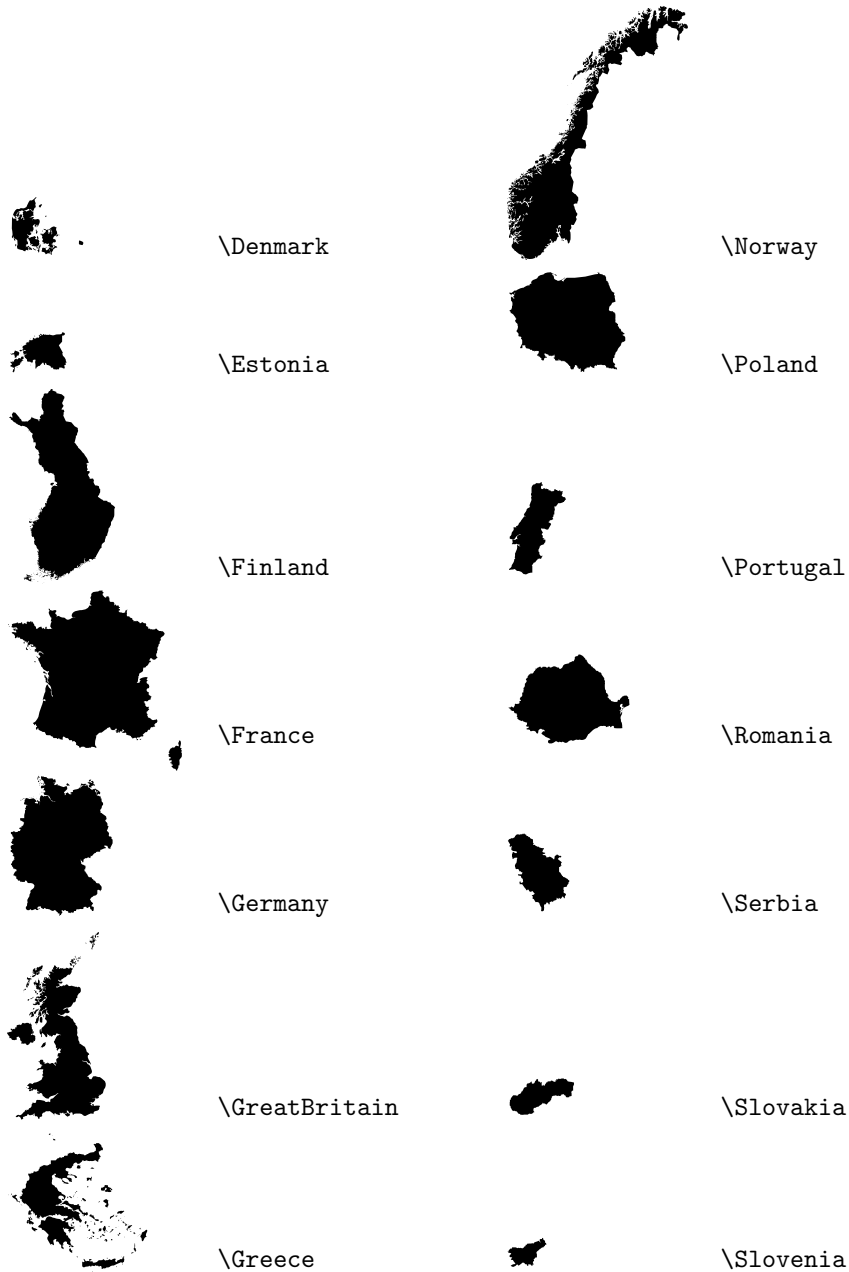 \Denmark \Norway
\Estonia \Poland
\Finland \Portugal
\France \Romania
\Germany \Serbia
\GreatBritain \Slovakia
\Greece \Slovenia